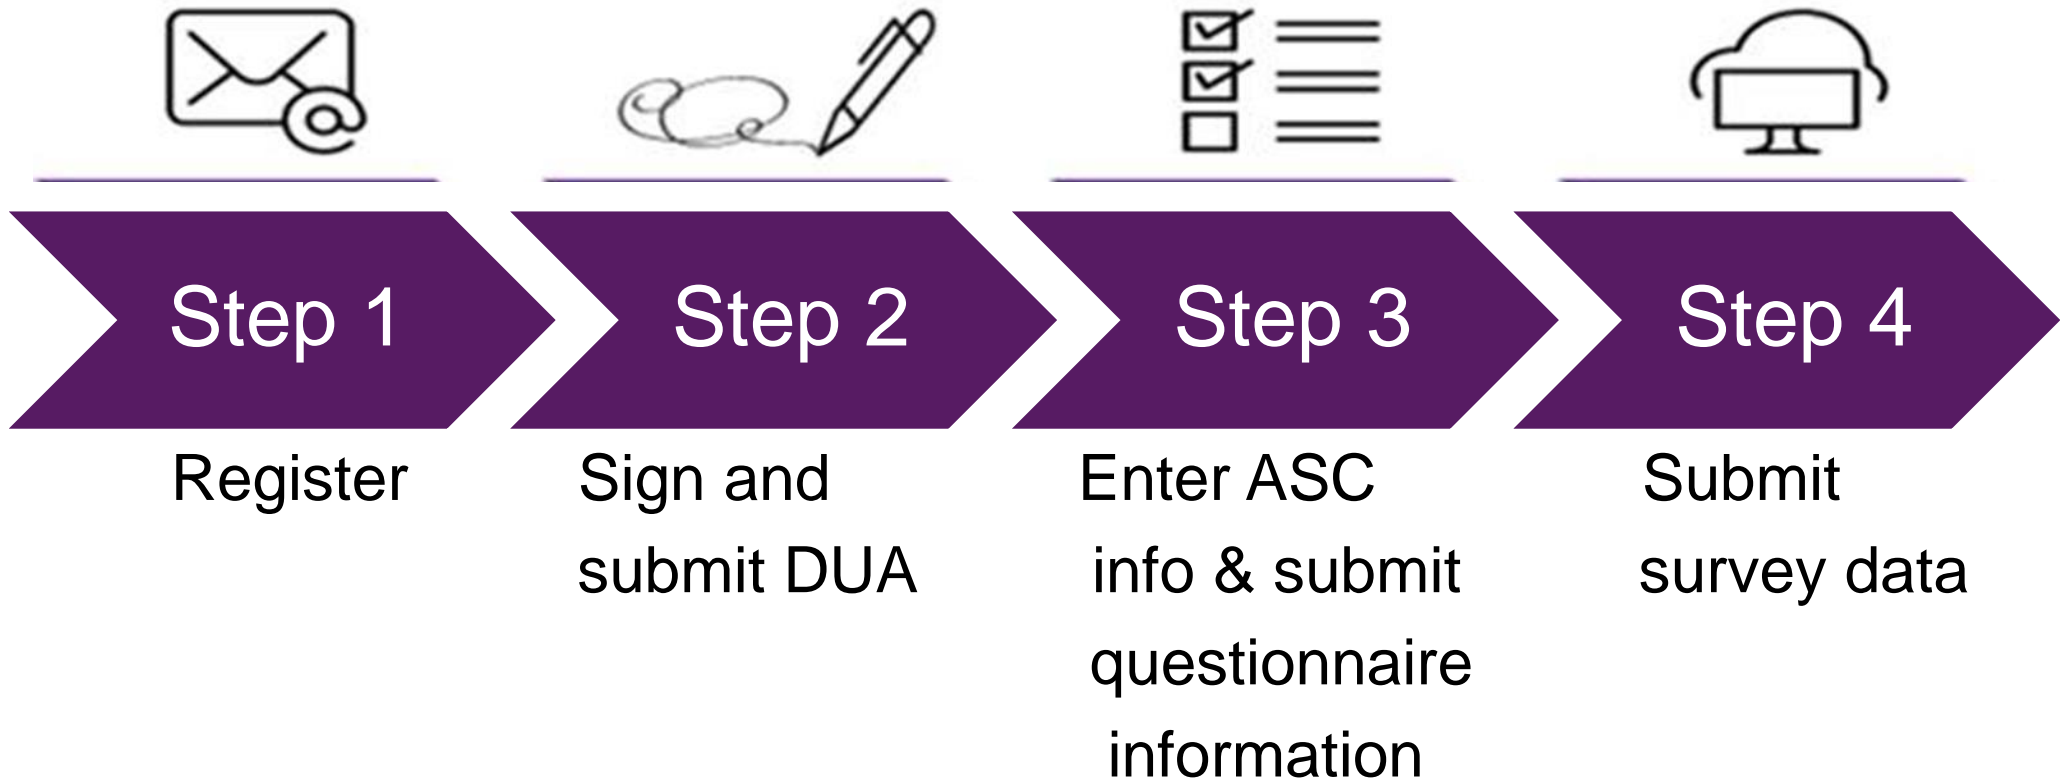 Step 1
Register
Step 2
Sign and
submit DUA
Step 3
Enter ASC
info & submit
questionnaire
information
Step 4
Submit
survey data